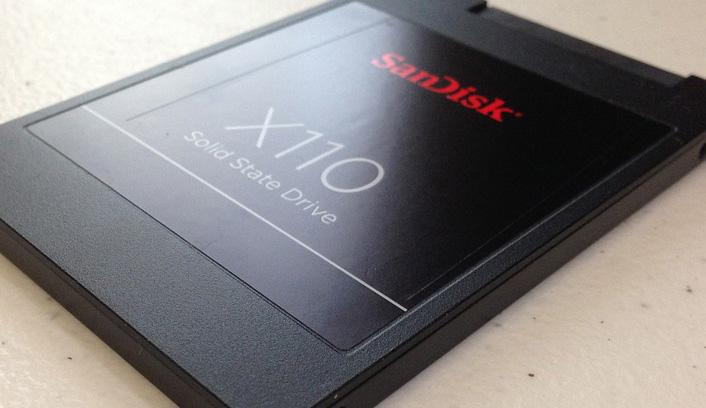 SanDisk
X110
Solid State Drive